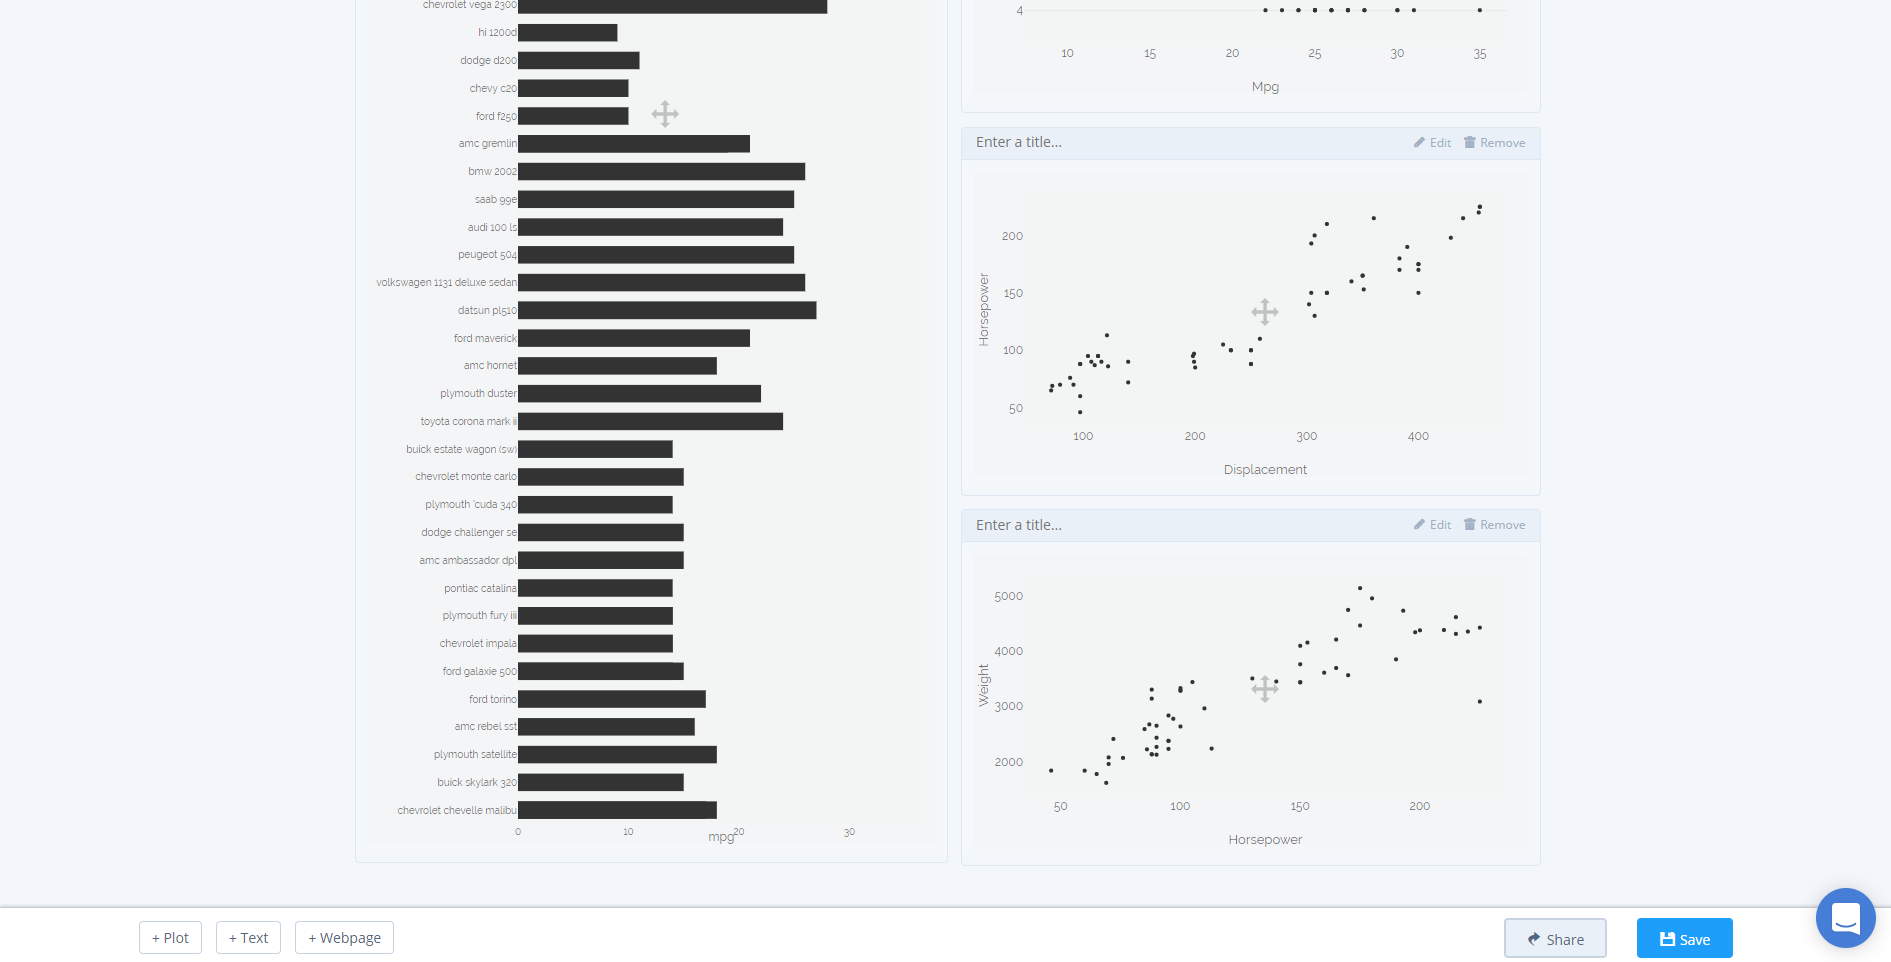 chevrolet vega 2300
hi 1200d
dodge d200
chevy c20
ford f250
amc gremlin
bmw 2002
saab 99e
audi 100 ls
peugeot 504
volkswagen 1131 deluxe sedan
datsun pl510
ford maverick
amc hornet
plymouth duster
toyota corona mark ii
buick estate wagon (sw)
chevrolet monte carlo
plymouth 'cuda 340
dodge challenger se
amc ambassador dpl
pontiac catalina
plymouth fury iii
chevrolet impala
ford galaxie 500
ford torino
amc rebel sst
plymouth satellite
buick skylark 320
chevrolet chevelle malibu
0 10 20 30
mpg
4
10 15 20 25 30 35
Mpg
Enter a title... Edit Remove
200
150
100
50
Horsepower
100 200 300 400
Displacement
Enter a title... Edit Remove
5000
4000
3000
2000
Weight
50 100 150 200
Horsepower
+ Plot + Text + Webpage Share Save